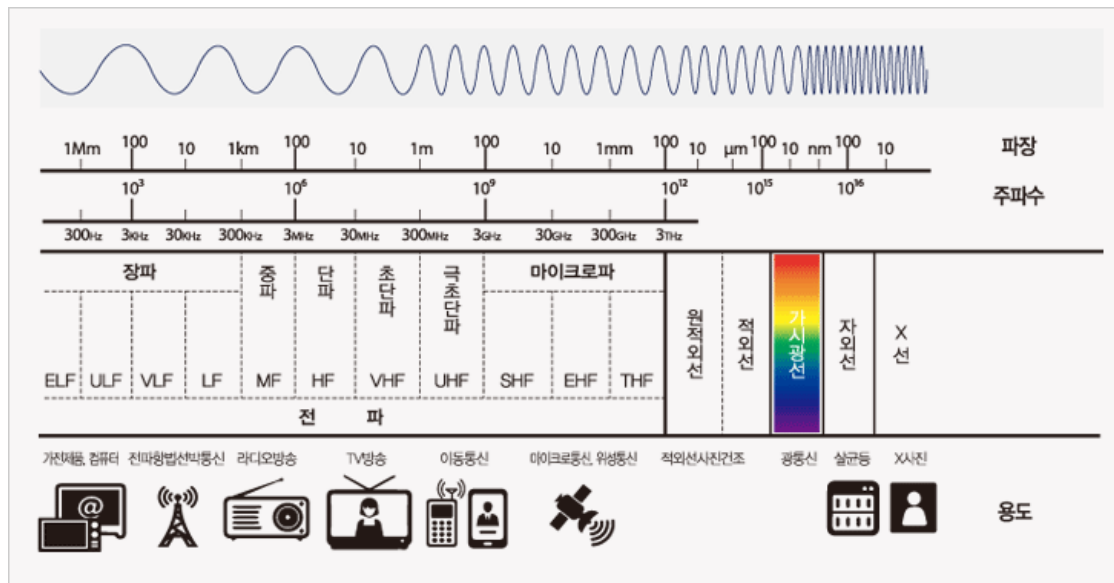 1Mm 100 10 1km 100 10 1m 100 10 1mm 100 10 μm 100 10 nm 100 10 파장
10³ 10⁶ 10⁹ 10¹² 10¹⁵ 10¹⁶ 주파수
300Hz 3KHz 30KHz 300KHz 3MHz 30MHz 300MHz 3GHz 30GHz 300GHz 3THz
장파 중파 단파 초단파 극초단파 마이크로파 원적외선 적외선 가시광선 자외선 X선
ELF ULF VLF LF MF HF VHF UHF SHF EHF THF
전 파
가전제품, 컴퓨터 전파항법선박통신 라디오방송 TV방송 이동통신 마이크로통신, 위성통신 적외선사진건조 광통신 살균등 X사진
@
용도